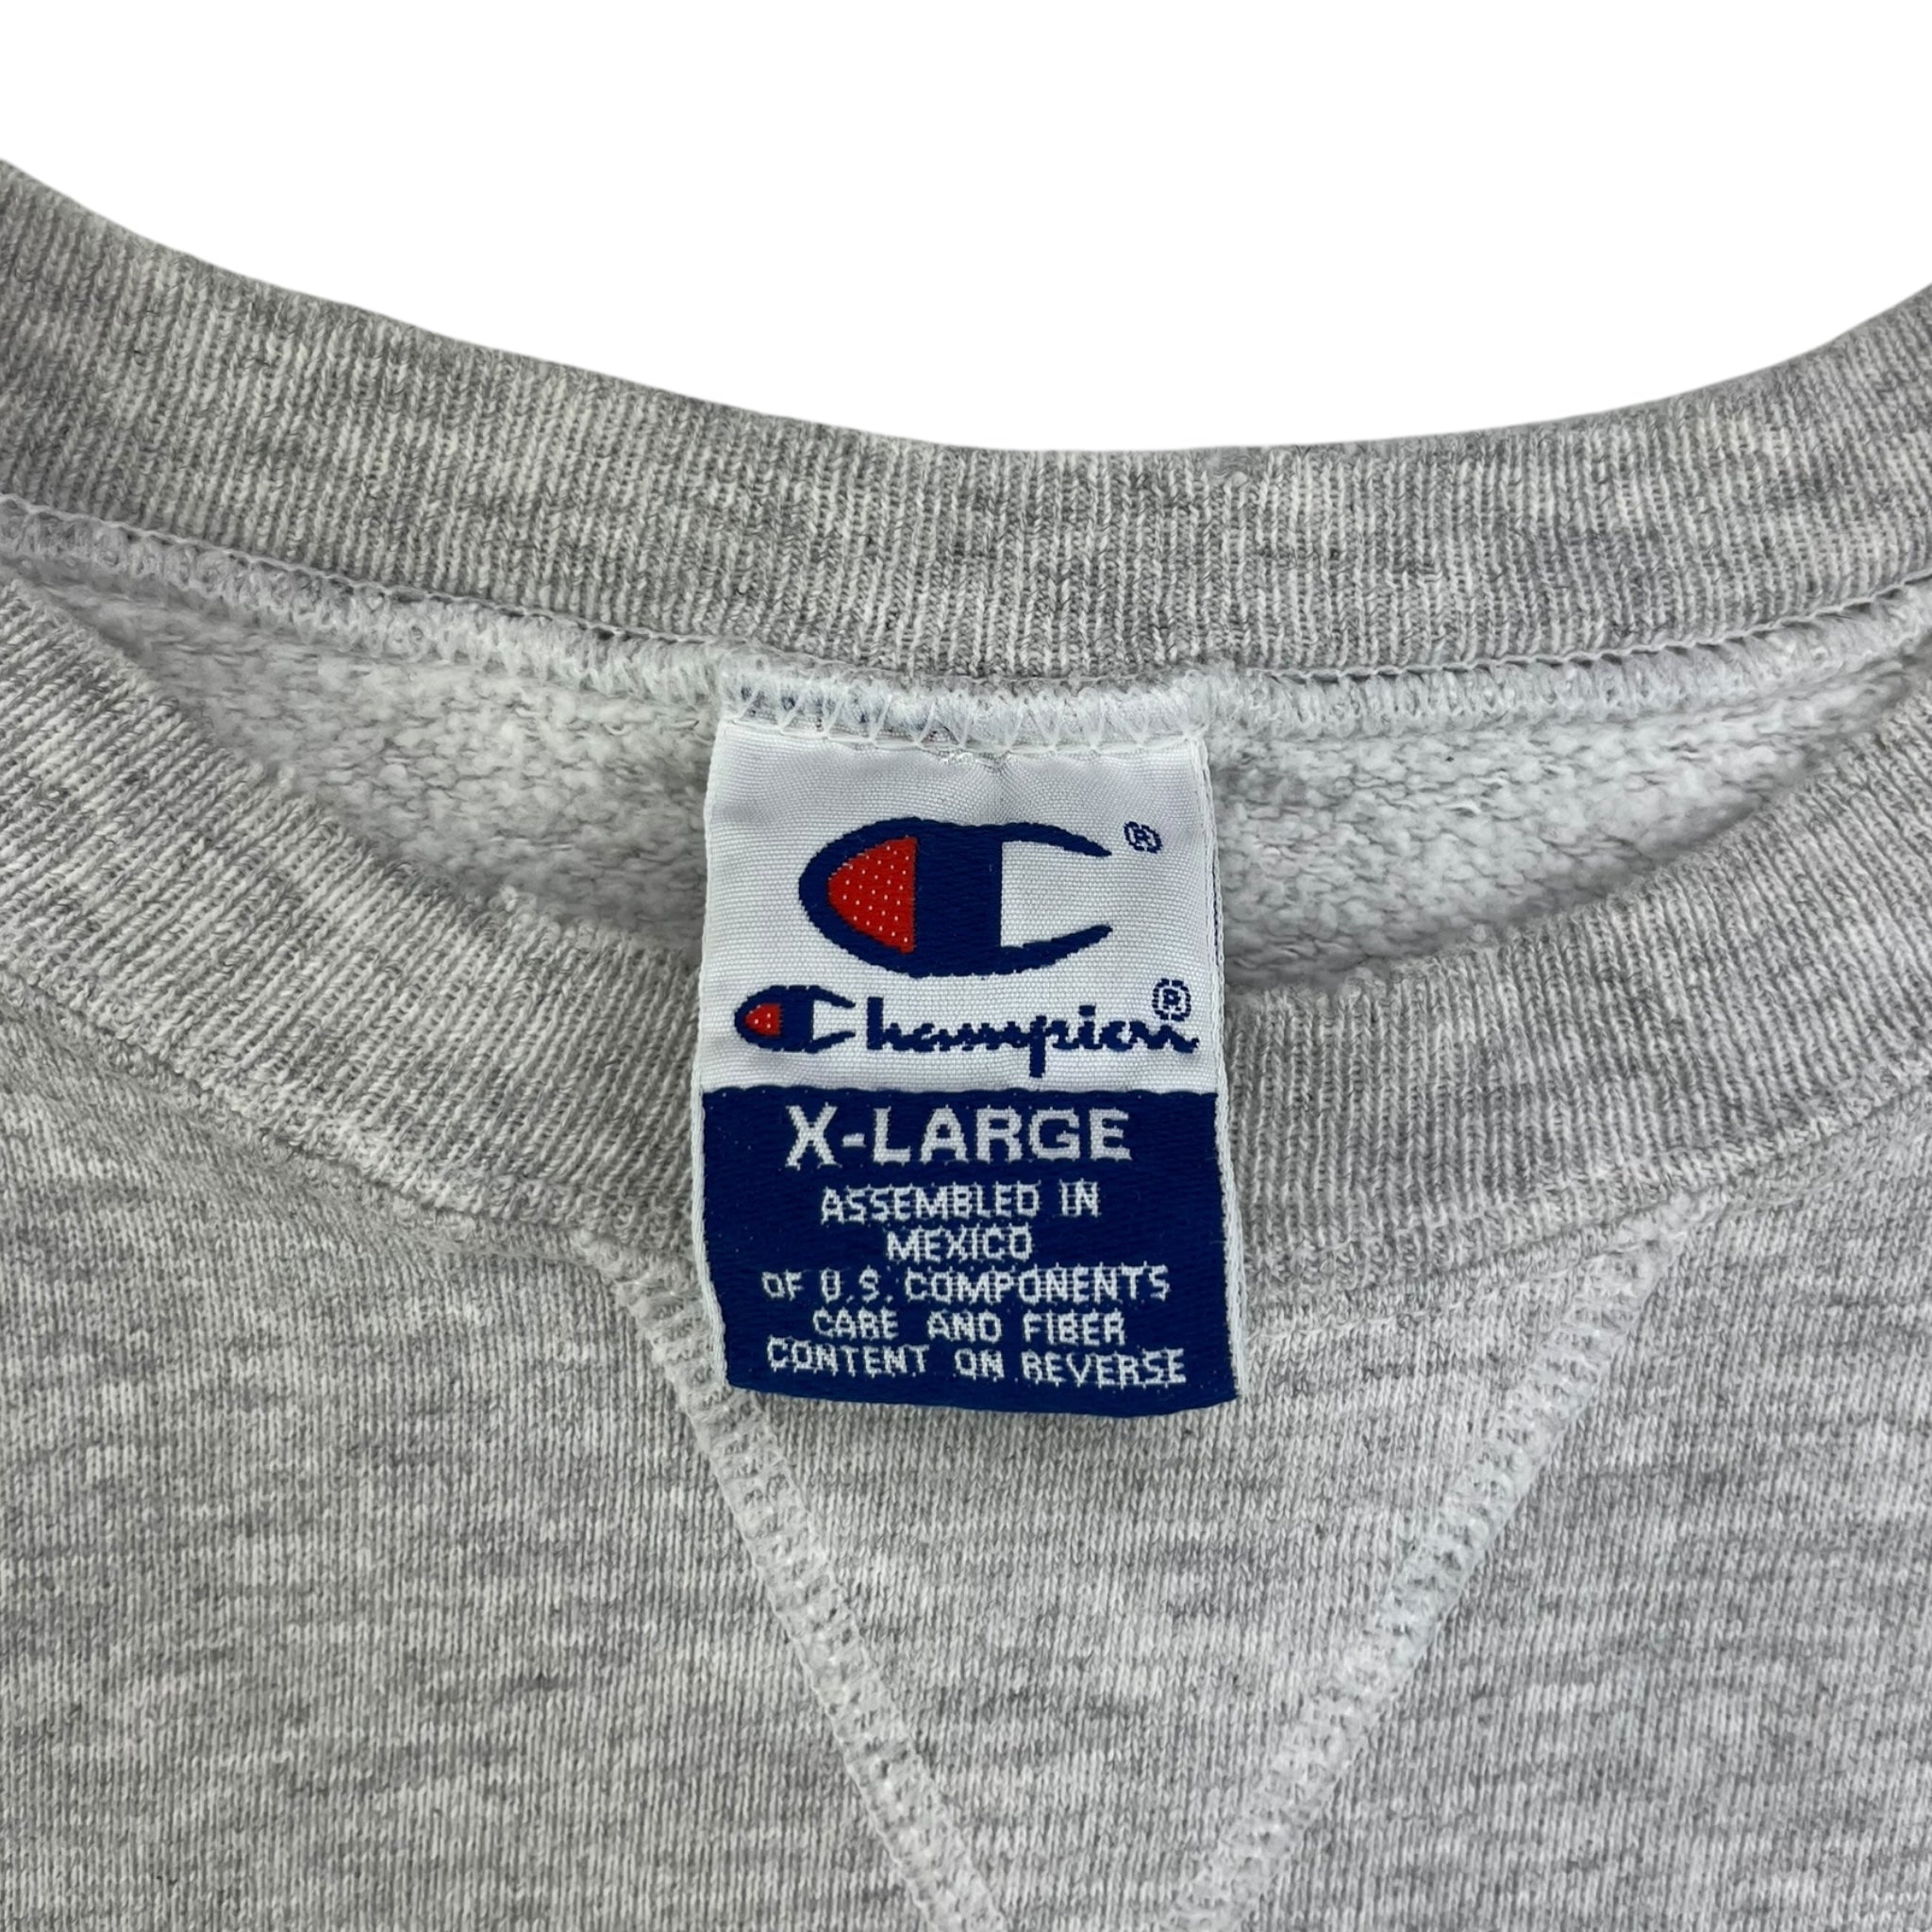 ®
Champion®
X-LARGE
ASSEMBLED IN
MEXICO
OF U.S. COMPONENTS
CARE AND FIBER
CONTENT ON REVERSE